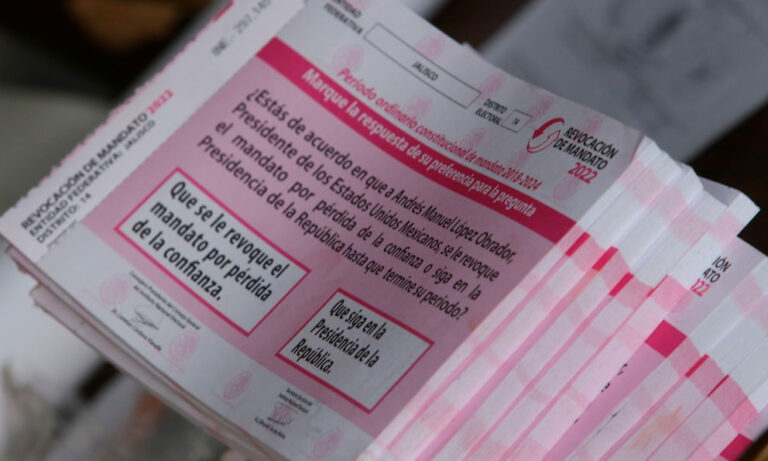 REVOCACIÓN DE MANDATO 2022
ENTIDAD FEDERATIVA: JALISCO
DISTRITO: 14
ENTIDAD
FEDERATIVA
JALISCO
DISTRITO
ELECTORAL
14
REVOCACIÓN
DE MANDATO
2022
Periodo ordinario constitucional de mandato 2018-2024
Marque la respuesta de su preferencia para la pregunta
¿Estás de acuerdo en que a Andrés Manuel López Obrador,
Presidente de los Estados Unidos Mexicanos, se le revoque
el mandato por pérdida de la confianza o siga en la
Presidencia de la República hasta que termine su periodo?
Que se le revoque el
mandato por pérdida
de la confianza.
Que siga en la
Presidencia de la
República.